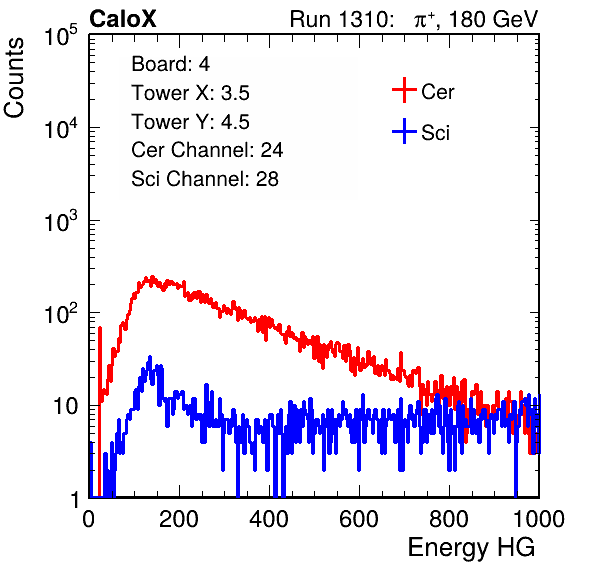 CaloX Run 1310: π⁺, 180 GeV
Board: 4
Tower X: 3.5
Tower Y: 4.5
Cer Channel: 24
Sci Channel: 28
Cer
Sci
Counts
10⁵
10⁴
10³
10²
10
1
0 200 400 600 800 1000
Energy HG